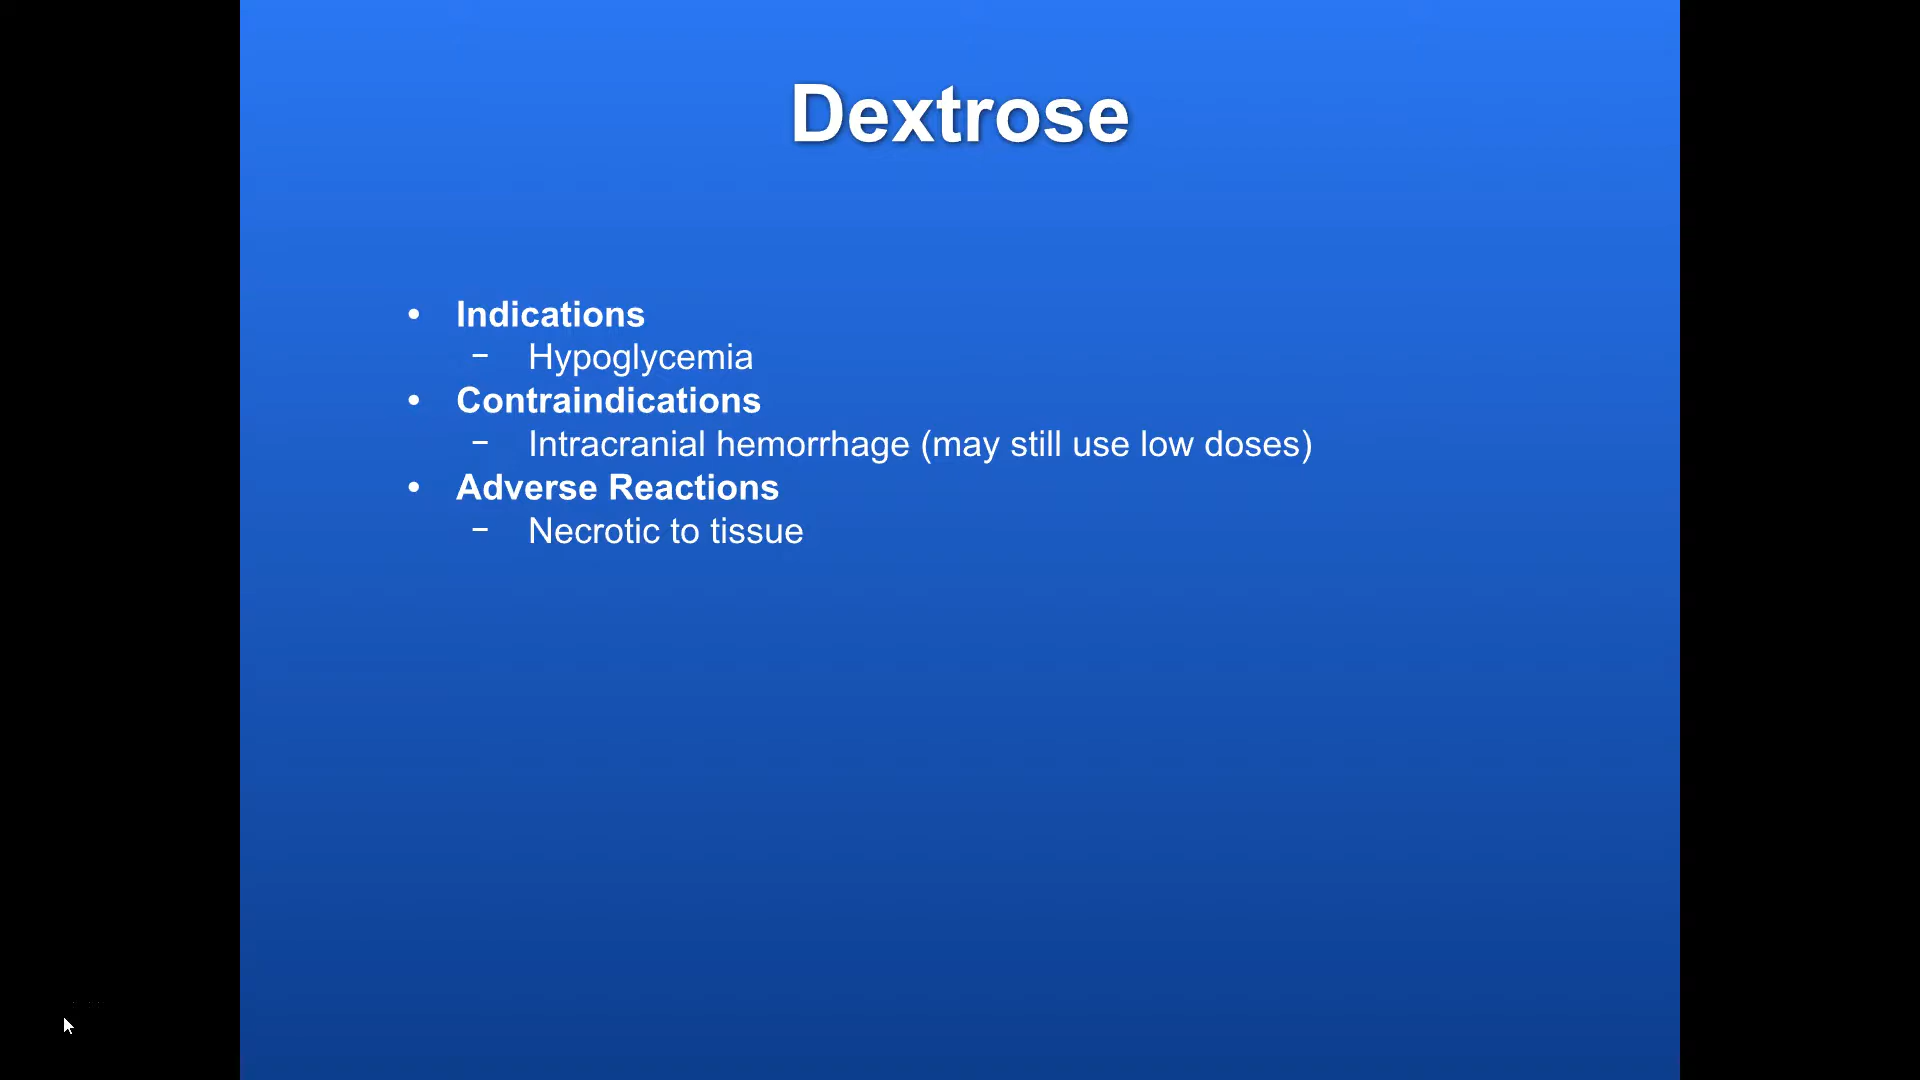 Dextrose
• Indications
− Hypoglycemia
• Contraindications
− Intracranial hemorrhage (may still use low doses)
• Adverse Reactions
− Necrotic to tissue